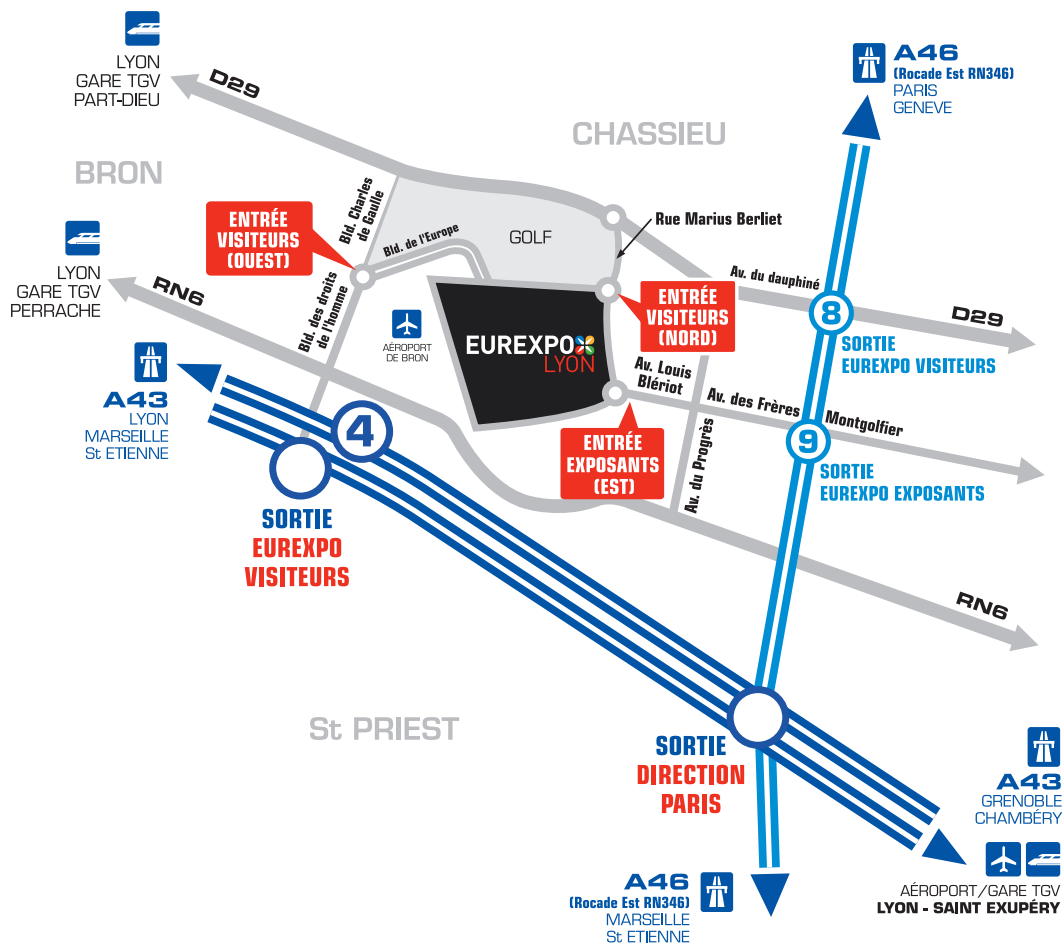 LYON
GARE TGV
PART-DIEU
D29
A46
(Rocade Est RN346)
PARIS
GENEVE
CHASSIEU
BRON
ENTRÉE
VISITEURS
(OUEST)
Bld. Charles
de Gaulle
Bld. de l'Europe
GOLF
Rue Marius Berliet
LYON
GARE TGV
PERRACHE
RN6
Bld. des droits
de l'homme
AÉROPORT
DE BRON
EUREXPO
LYON
ENTRÉE
VISITEURS
(NORD)
Av. du dauphiné
8
D29
SORTIE
EUREXPO VISITEURS
A43
LYON
MARSEILLE
St ETIENNE
4
Av. Louis
Blériot
Av. des Frères
Montgolfier
9
ENTRÉE
EXPOSANTS
(EST)
Av. du Progrès
SORTIE
EUREXPO EXPOSANTS
SORTIE
EUREXPO
VISITEURS
RN6
St PRIEST
SORTIE
DIRECTION
PARIS
A43
GRENOBLE
CHAMBÉRY
A46
(Rocade Est RN346)
MARSEILLE
St ETIENNE
AÉROPORT/GARE TGV
LYON - SAINT EXUPÉRY